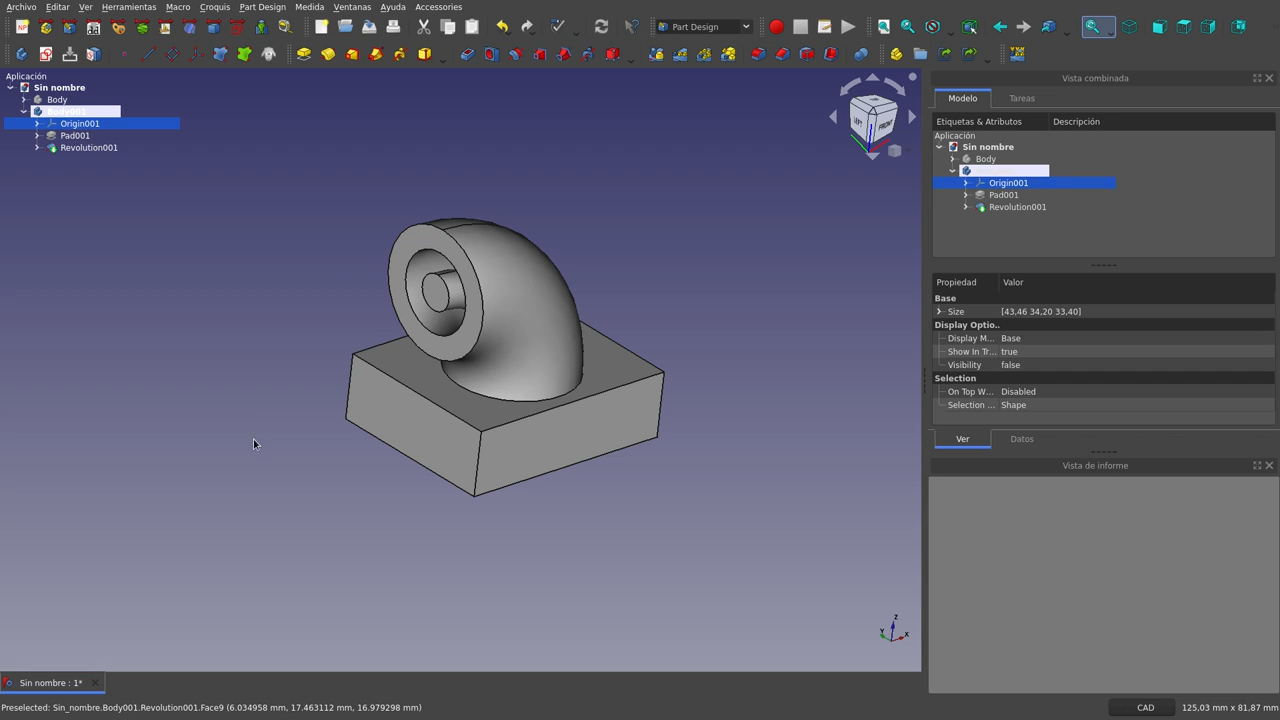 Archivo Editar Ver Herramientas Macro Croquis Part Design Medida Ventanas Ayuda Accessories
Part Design
Aplicación
Sin nombre
Body
Body001
Origin001
Pad001
Revolution001
LEFT FRONT
Z
Y
X
Vista combinada
Modelo Tareas
Etiquetas & Atributos Descripción
Aplicación
Sin nombre
Body
Origin001
Pad001
Revolution001
Propiedad Valor
Base
Size [43,46 34,20 33,40]
Display Optio..
Display M... Base
Show In Tr... true
Visibility false
Selection
On Top W... Disabled
Selection ... Shape
Ver Datos
Vista de informe
Sin nombre : 1*
Preselected: Sin_nombre.Body001.Revolution001.Face9 (6.034958 mm, 17.463112 mm, 16.979298 mm)
CAD 125,03 mm x 81,87 mm